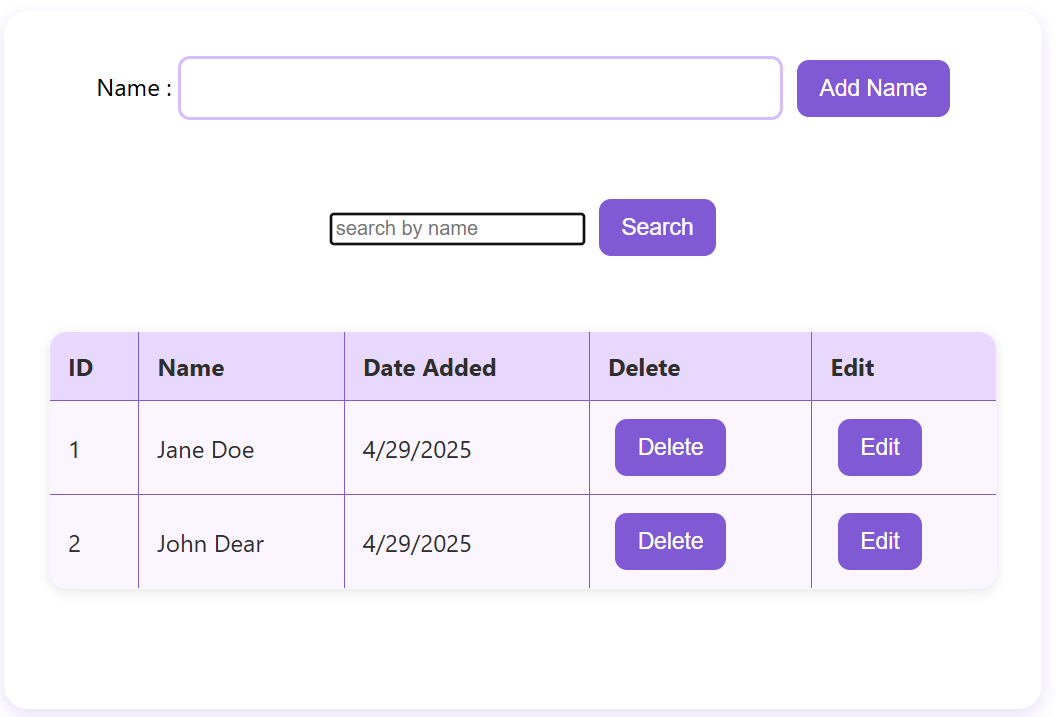 Name : Add Name
search by name Search
ID Name Date Added Delete Edit
1 Jane Doe 4/29/2025 Delete Edit
2 John Dear 4/29/2025 Delete Edit